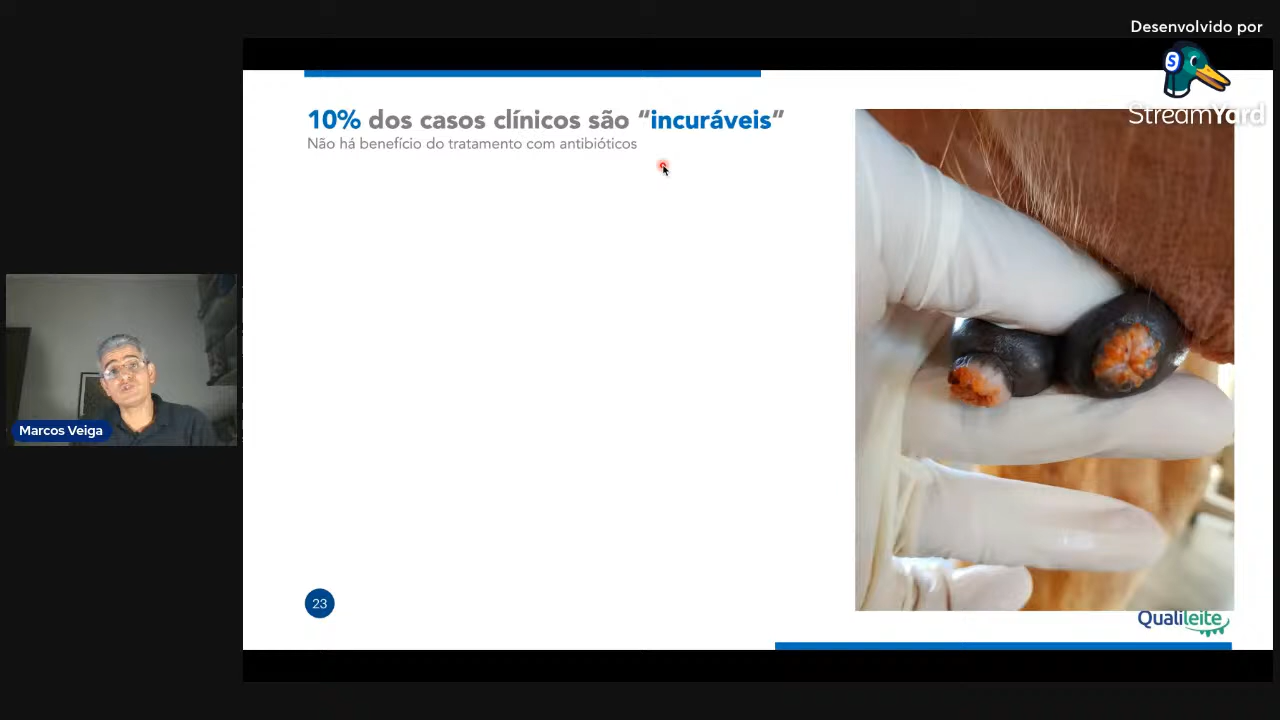 Desenvolvido por
StreamYard
10% dos casos clínicos são “incuráveis”
Não há benefício do tratamento com antibióticos
Marcos Veiga
23
Qualileite